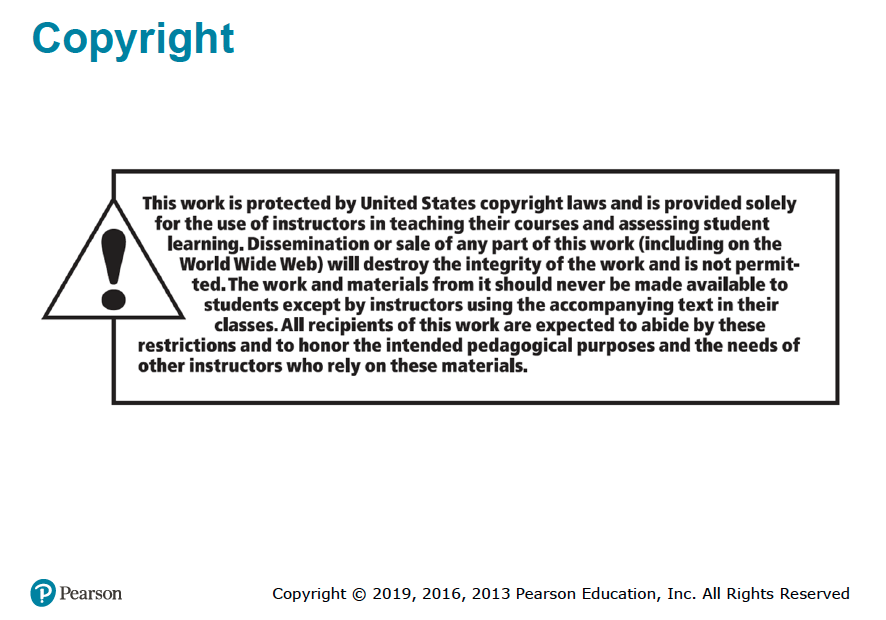 Copyright
This work is protected by United States copyright laws and is provided solely
for the use of instructors in teaching their courses and assessing student
learning. Dissemination or sale of any part of this work (including on the
World Wide Web) will destroy the integrity of the work and is not permit-
ted. The work and materials from it should never be made available to
students except by instructors using the accompanying text in their
classes. All recipients of this work are expected to abide by these
restrictions and to honor the intended pedagogical purposes and the needs of
other instructors who rely on these materials.
Pearson
Copyright © 2019, 2016, 2013 Pearson Education, Inc. All Rights Reserved